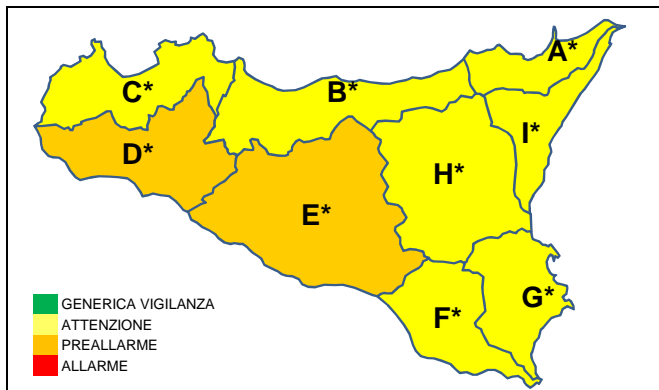 A*
C*
B*
I*
D*
H*
E*
G*
F*
GENERICA VIGILANZA
ATTENZIONE
PREALLARME
ALLARME